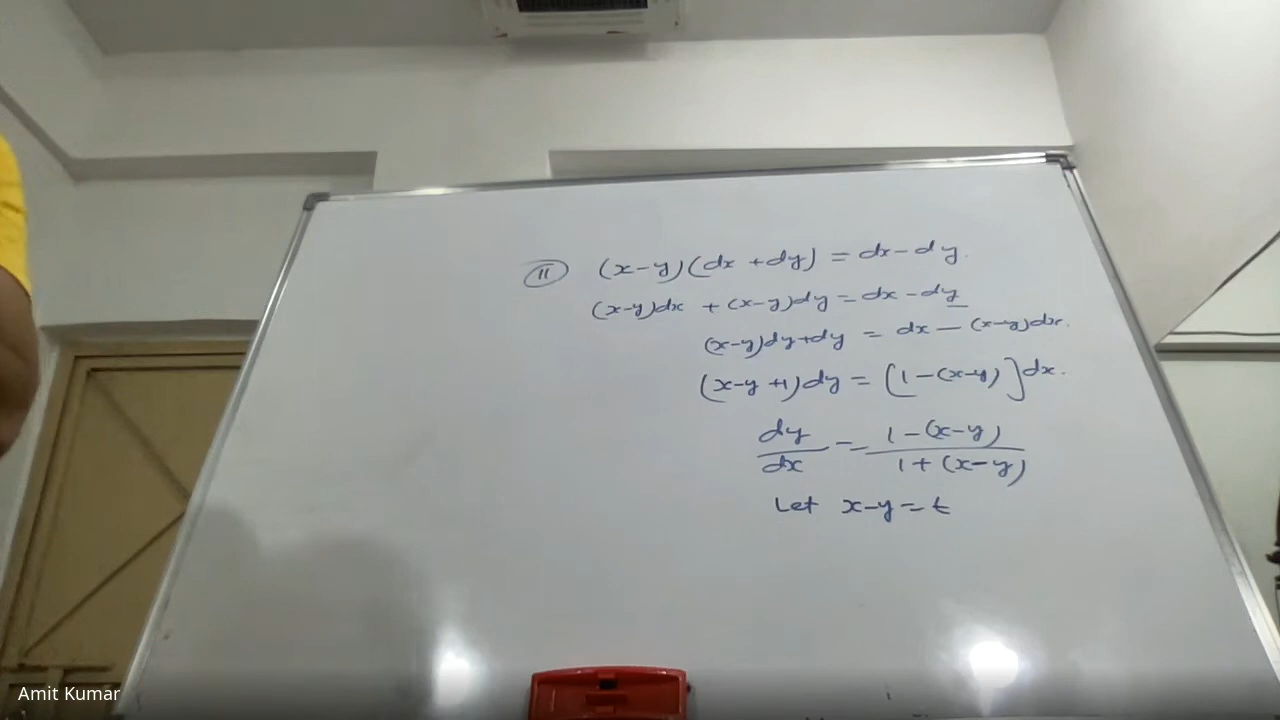 (11) (x-y)(dx+dy) = dx-dy.
(x-y)dx + (x-y)dy = dx-dy
(x-y)dy+dy = dx - (x-y)dx.
(x-y+1)dy = [1-(x-y)]dx.
dy/dx = 1-(x-y)/1+(x-y)
Let x-y=t
Amit Kumar